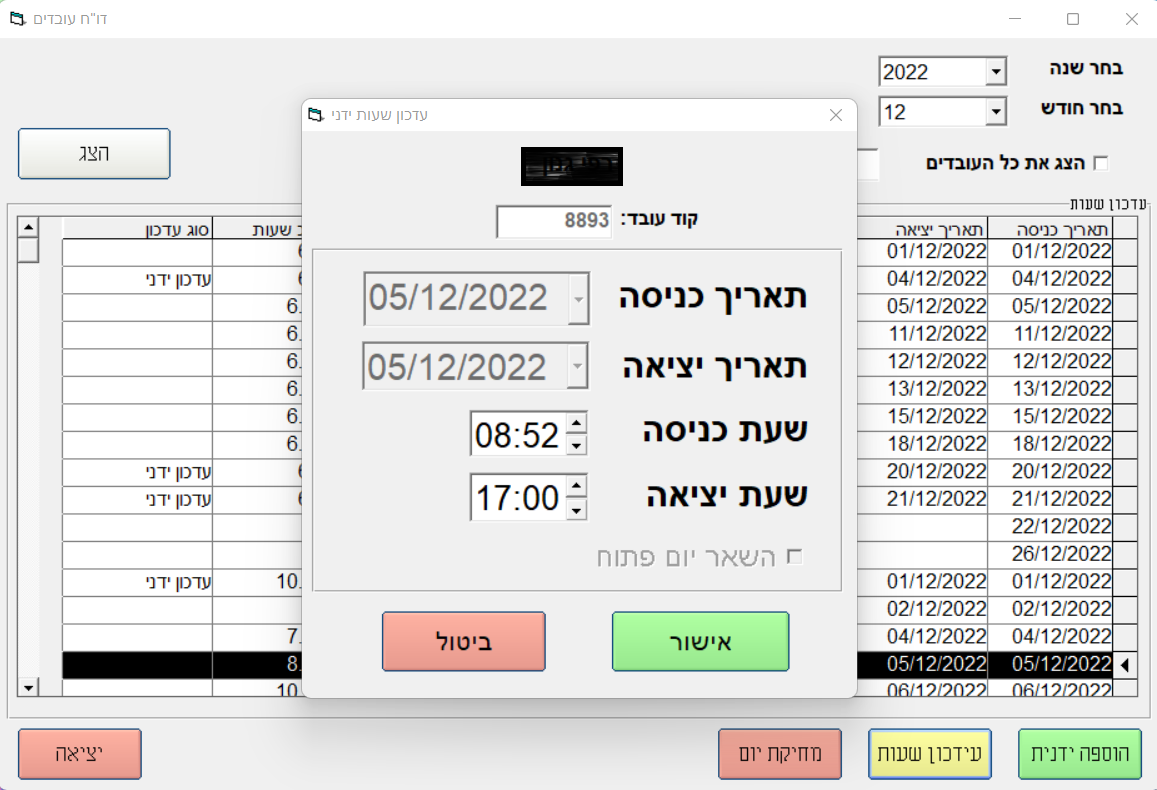 דו"ח עובדים
בחר שנה 2022
בחר חודש 12
הצג את כל העובדים
הצג
עדכון שעות
תאריך כניסה תאריך יציאה שעות סוג עדכון
01/12/2022 01/12/2022
04/12/2022 04/12/2022 עדכון ידני
05/12/2022 05/12/2022 6.
11/12/2022 11/12/2022 6.
12/12/2022 12/12/2022 6.
13/12/2022 13/12/2022 6.
15/12/2022 15/12/2022 6.
18/12/2022 18/12/2022 6.
20/12/2022 20/12/2022 עדכון ידני
21/12/2022 21/12/2022 עדכון ידני
22/12/2022
26/12/2022
01/12/2022 01/12/2022 10. עדכון ידני
02/12/2022 02/12/2022
04/12/2022 04/12/2022 7.
05/12/2022 05/12/2022 8.
06/12/2022 06/12/2022 10
עדכון שעות ידני
קוד עובד: 8893
תאריך כניסה 05/12/2022
תאריך יציאה 05/12/2022
שעת כניסה 08:52
שעת יציאה 17:00
השאר יום פתוח
אישור ביטול
הוספה ידנית עידכון שעות מחיקת יום יציאה